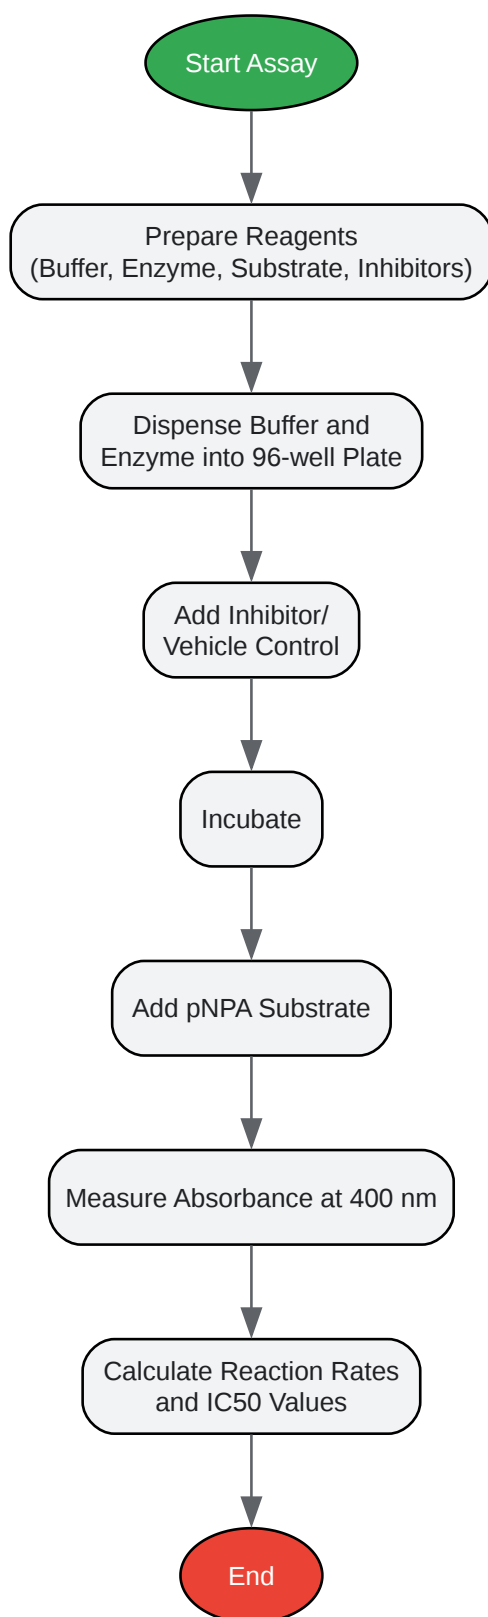 Start Assay
Prepare Reagents
(Buffer, Enzyme, Substrate, Inhibitors)
Dispense Buffer and
Enzyme into 96-well Plate
Add Inhibitor/
Vehicle Control
Incubate
Add pNPA Substrate
Measure Absorbance at 400 nm
Calculate Reaction Rates
and IC50 Values
End